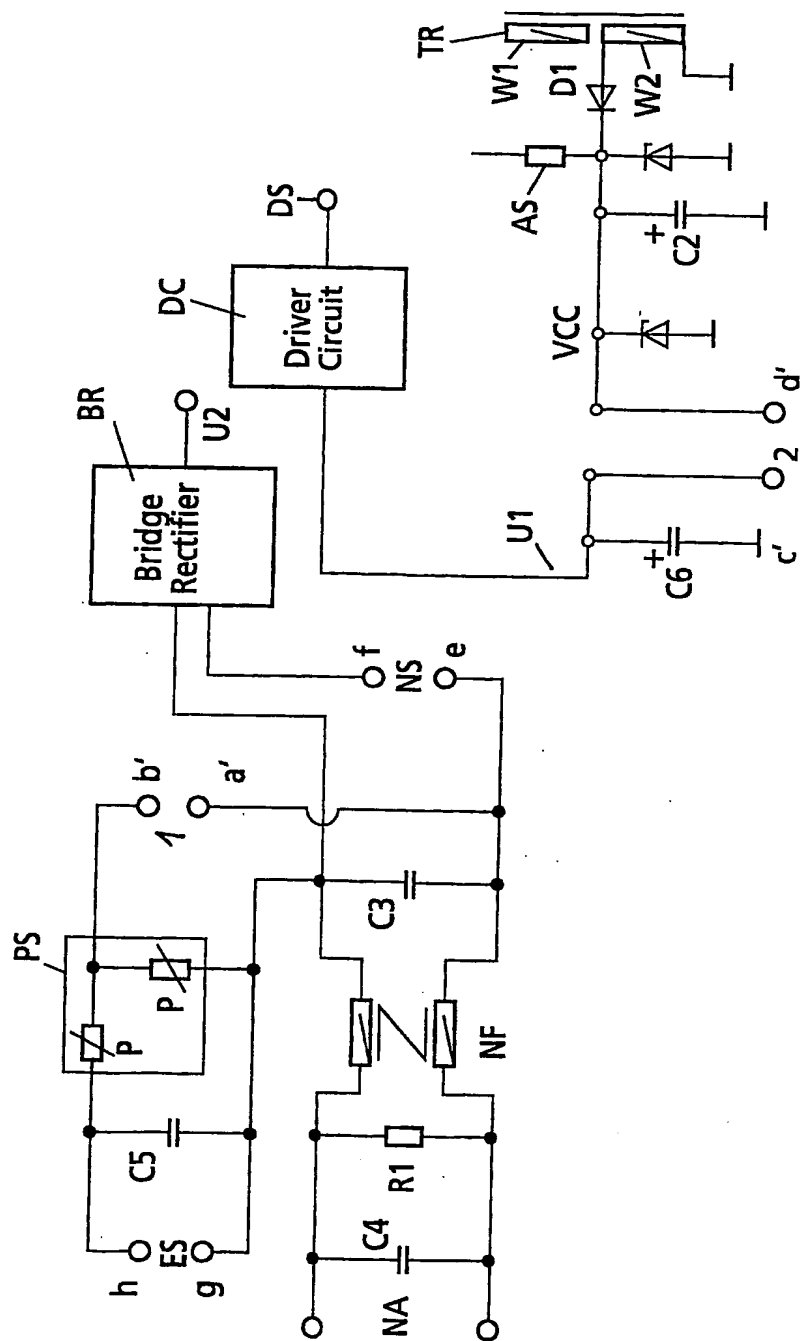 h
ES
g
C5
P
P
PS
b'
1
a'
NA
C4
R1
NF
C3
f
NS
e
BR
Bridge
Rectifier
U2
DC
Driver
Circuit
DS
U1
+
C6
c'
2
d'
VCC
+
C2
AS
D1
W1
TR
W2